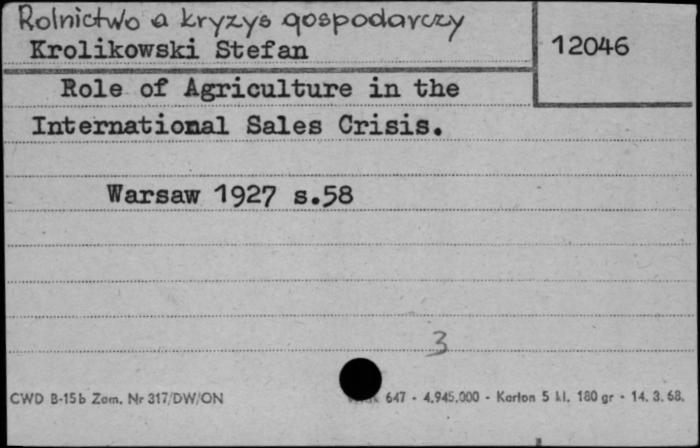 Rolnictwo a kryzys gospodarczy
Krolikowski Stefan
12046
Role of Agriculture in the
International Sales Crisis.
Warsaw 1927 s.58
3
CWD B-15b Zam. Nr 317/DW/ON
647 - 4.945.000 - Karton 5 kl. 180 gr - 14. 3. 68.